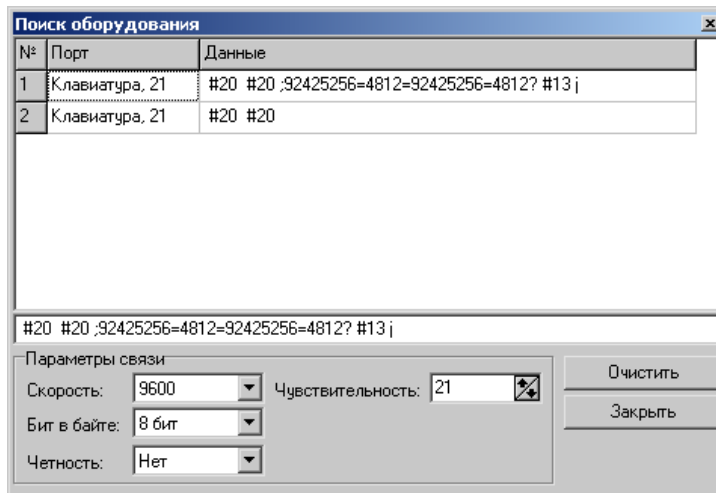 Поиск оборудования
№ Порт Данные
1 Клавиатура, 21 #20 #20 ;92425256=4812=92425256=4812? #13 j
2 Клавиатура, 21 #20 #20
#20 #20 ;92425256=4812=92425256=4812? #13 j
Параметры связи
Скорость: 9600 Чувствительность: 21 Очистить
Бит в байте: 8 бит Закрыть
Четность: Нет